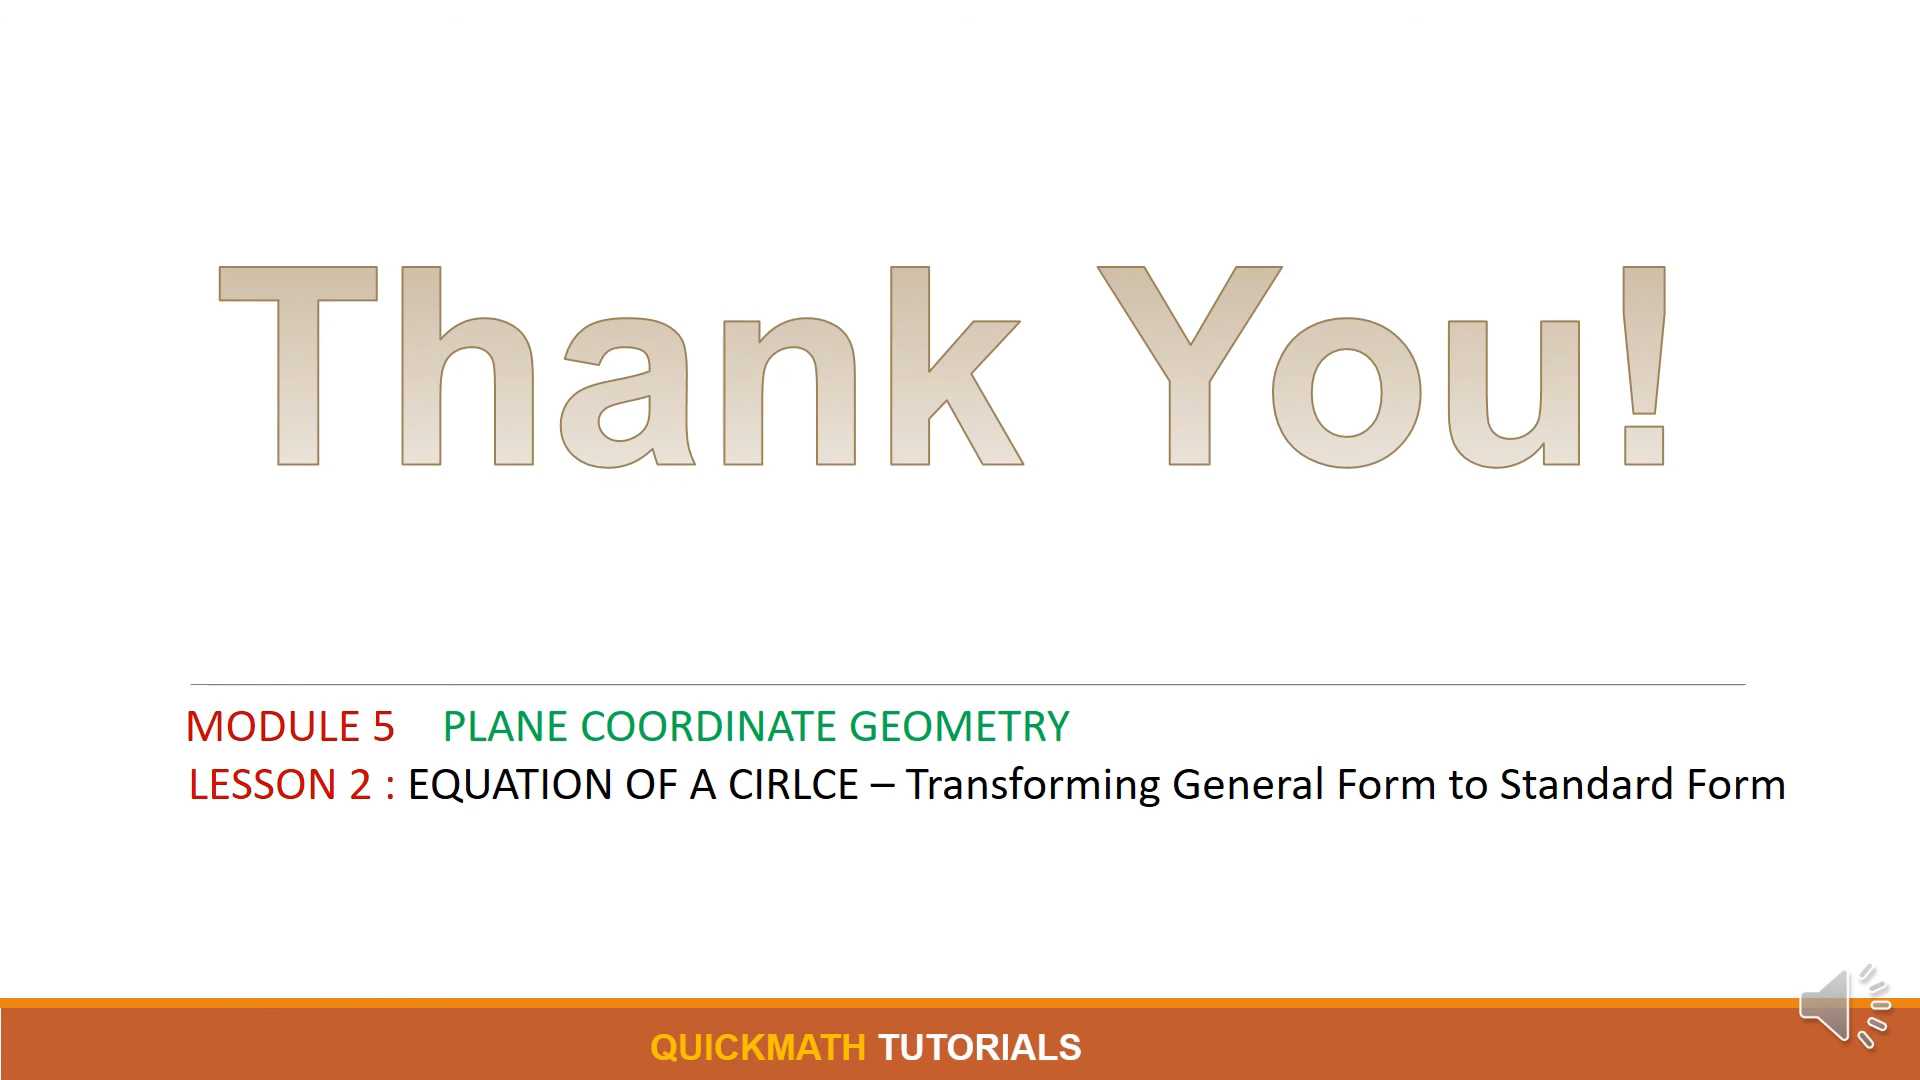 Thank You!
MODULE 5 PLANE COORDINATE GEOMETRY
LESSON 2 : EQUATION OF A CIRLCE – Transforming General Form to Standard Form
QUICKMATH TUTORIALS